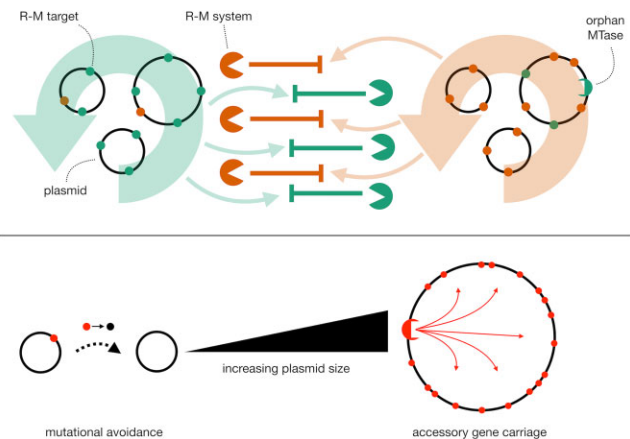 R-M target
R-M system
orphan
MTase
plasmid
increasing plasmid size
mutational avoidance
accessory gene carriage